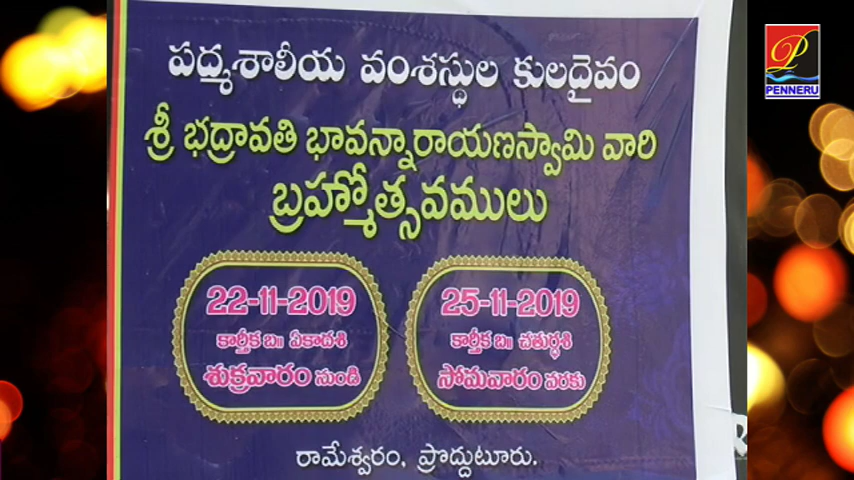 పద్మశాలీయ వంశస్థుల కులదైవం
శ్రీ భద్రావతి భావన్నారాయణస్వామి వారి
బ్రహ్మోత్సవములు
22-11-2019
కార్తీక బ॥ ఏకాదశి
శుక్రవారం నుండి
25-11-2019
కార్తీక బ॥ చతుర్ధశి
సోమవారం వరకు
రామేశ్వరం, ప్రొద్దుటూరు.
PENNERU